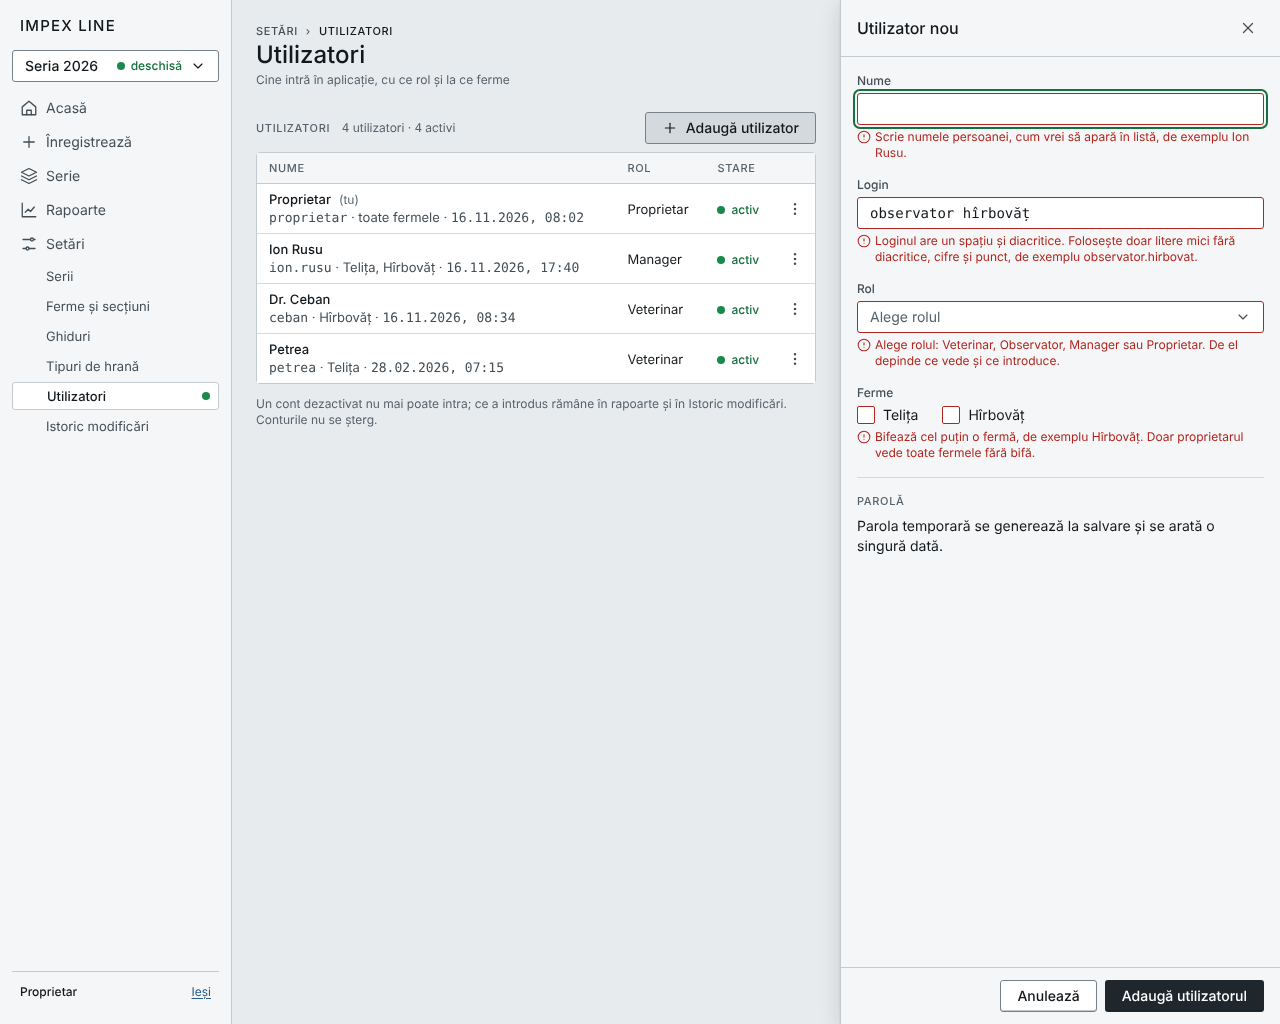 IMPEX LINE
Seria 2026 deschisă
Acasă
Înregistrează
Serie
Rapoarte
Setări
Serii
Ferme și secțiuni
Ghiduri
Tipuri de hrană
Utilizatori
Istoric modificări
Proprietar Ieși
SETĂRI › UTILIZATORI
Utilizatori
Cine intră în aplicație, cu ce rol și la ce ferme
UTILIZATORI 4 utilizatori · 4 activi
Adaugă utilizator
NUME ROL STARE
Proprietar (tu)
proprietar · toate fermele · 16.11.2026, 08:02
Proprietar activ
Ion Rusu
ion.rusu · Telița, Hîrbovăț · 16.11.2026, 17:40
Manager activ
Dr. Ceban
ceban · Hîrbovăț · 16.11.2026, 08:34
Veterinar activ
Petrea
petrea · Telița · 28.02.2026, 07:15
Veterinar activ
Un cont dezactivat nu mai poate intra; ce a introdus rămâne în rapoarte și în Istoric modificări.
Conturile nu se șterg.
Utilizator nou
Nume
Scrie numele persoanei, cum vrei să apară în listă, de exemplu Ion
Rusu.
Login
observator hîrbovăț
Loginul are un spațiu și diacritice. Folosește doar litere mici fără
diacritice, cifre și punct, de exemplu observator.hirbovat.
Rol
Alege rolul
Alege rolul: Veterinar, Observator, Manager sau Proprietar. De el
depinde ce vede și ce introduce.
Ferme
Telița Hîrbovăț
Bifează cel puțin o fermă, de exemplu Hîrbovăț. Doar proprietarul
vede toate fermele fără bifă.
PAROLĂ
Parola temporară se generează la salvare și se arată o
singură dată.
Anulează Adaugă utilizatorul